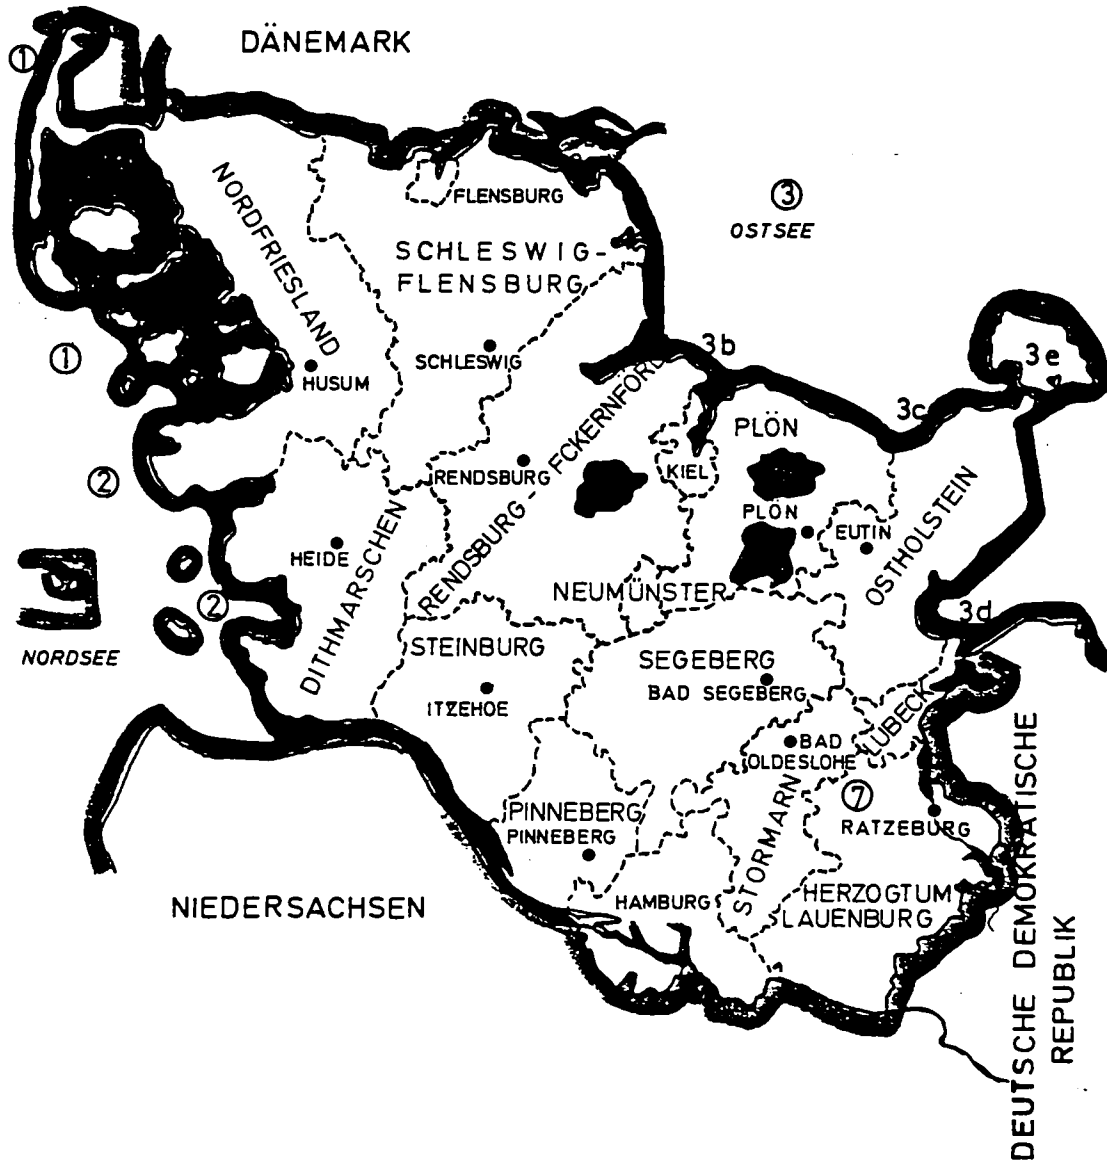 DÄNEMARK
①
NORDFRIESLAND
FLENSBURG
③
OSTSEE
SCHLESWIG-
FLENSBURG
①
SCHLESWIG
HUSUM
3b
3e
3c
PLÖN
KIEL
②
RENDSBURG
RENDSBURG - ECKERNFÖRD
PLÖN
EUTIN
OSTHOLSTEIN
HEIDE
DITHMARSCHEN
NEUMÜNSTER
②
3d
NORDSEE
STEINBURG
SEGEBERG
BAD SEGEBERG
ITZEHOE
LÜBECK
BAD
OLDESLOHE
⑦
PINNEBERG
PINNEBERG
STORMARN
RATZEBURG
HERZOGTUM
LAUENBURG
HAMBURG
NIEDERSACHSEN
DEUTSCHE DEMOKRATISCHE
REPUBLIK